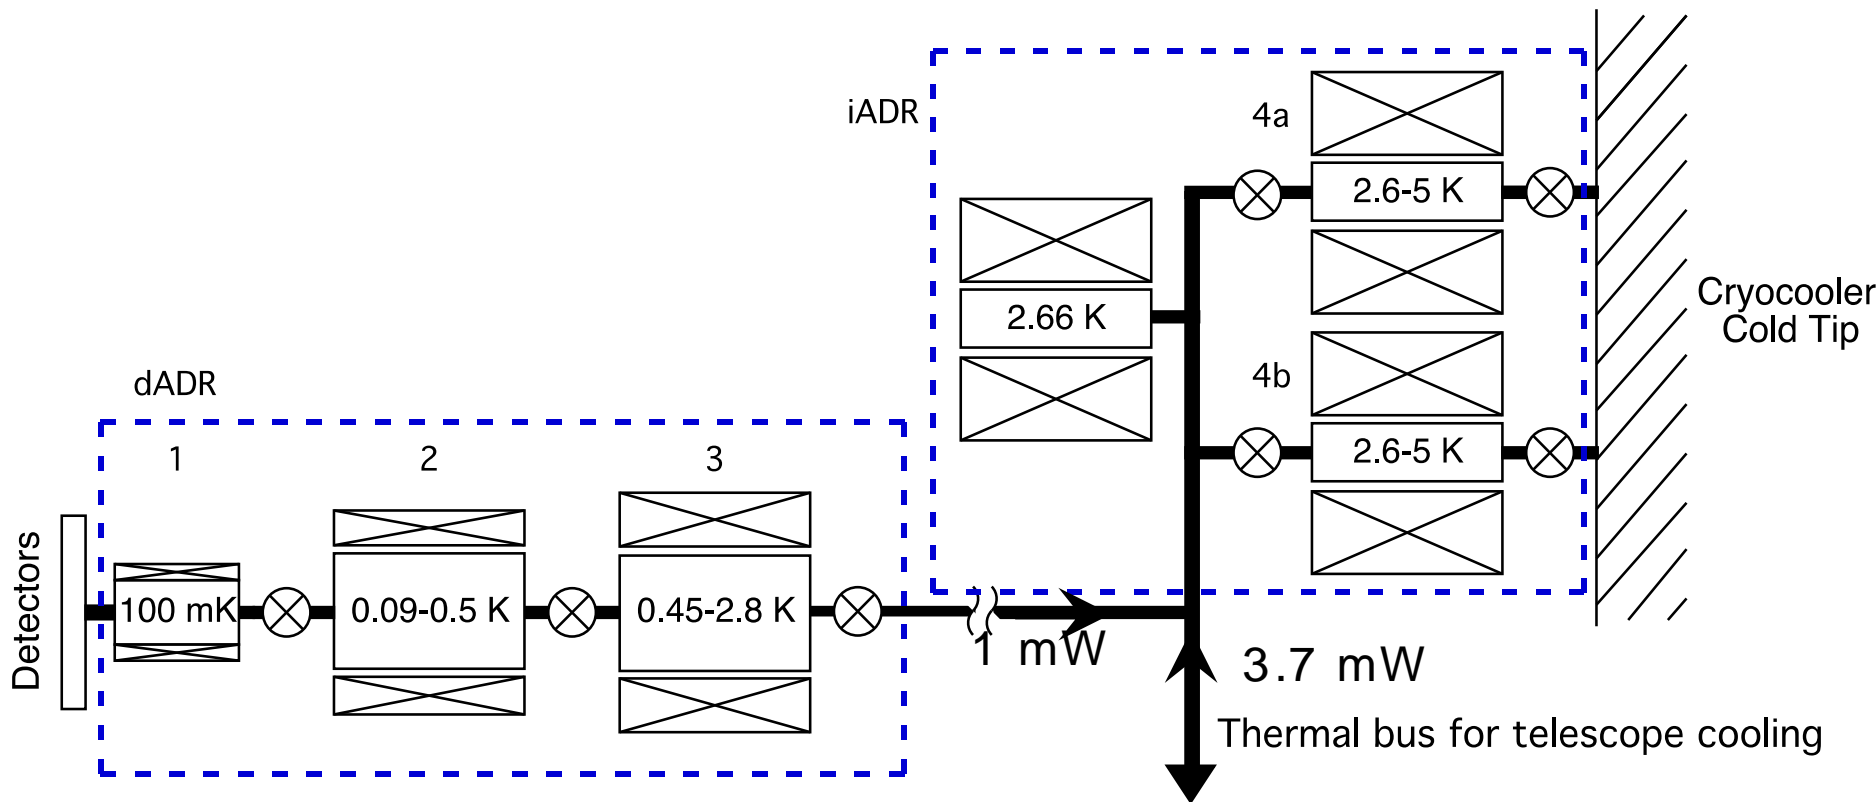 iADR
4a
2.6-5 K
2.66 K
Cryocooler
Cold Tip
4b
2.6-5 K
dADR
1
2
3
Detectors
100 mK
0.09-0.5 K
0.45-2.8 K
1 mW
3.7 mW
Thermal bus for telescope cooling